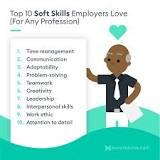 Top 10 Soft Skills Employers Love
(For Any Profession)
1. Time management
2. Communication
3. Adaptability
4. Problem-solving
5. Teamwork
6. Creativity
7. Leadership
8. Interpersonal skills
9. Work ethic
10. Attention to detail